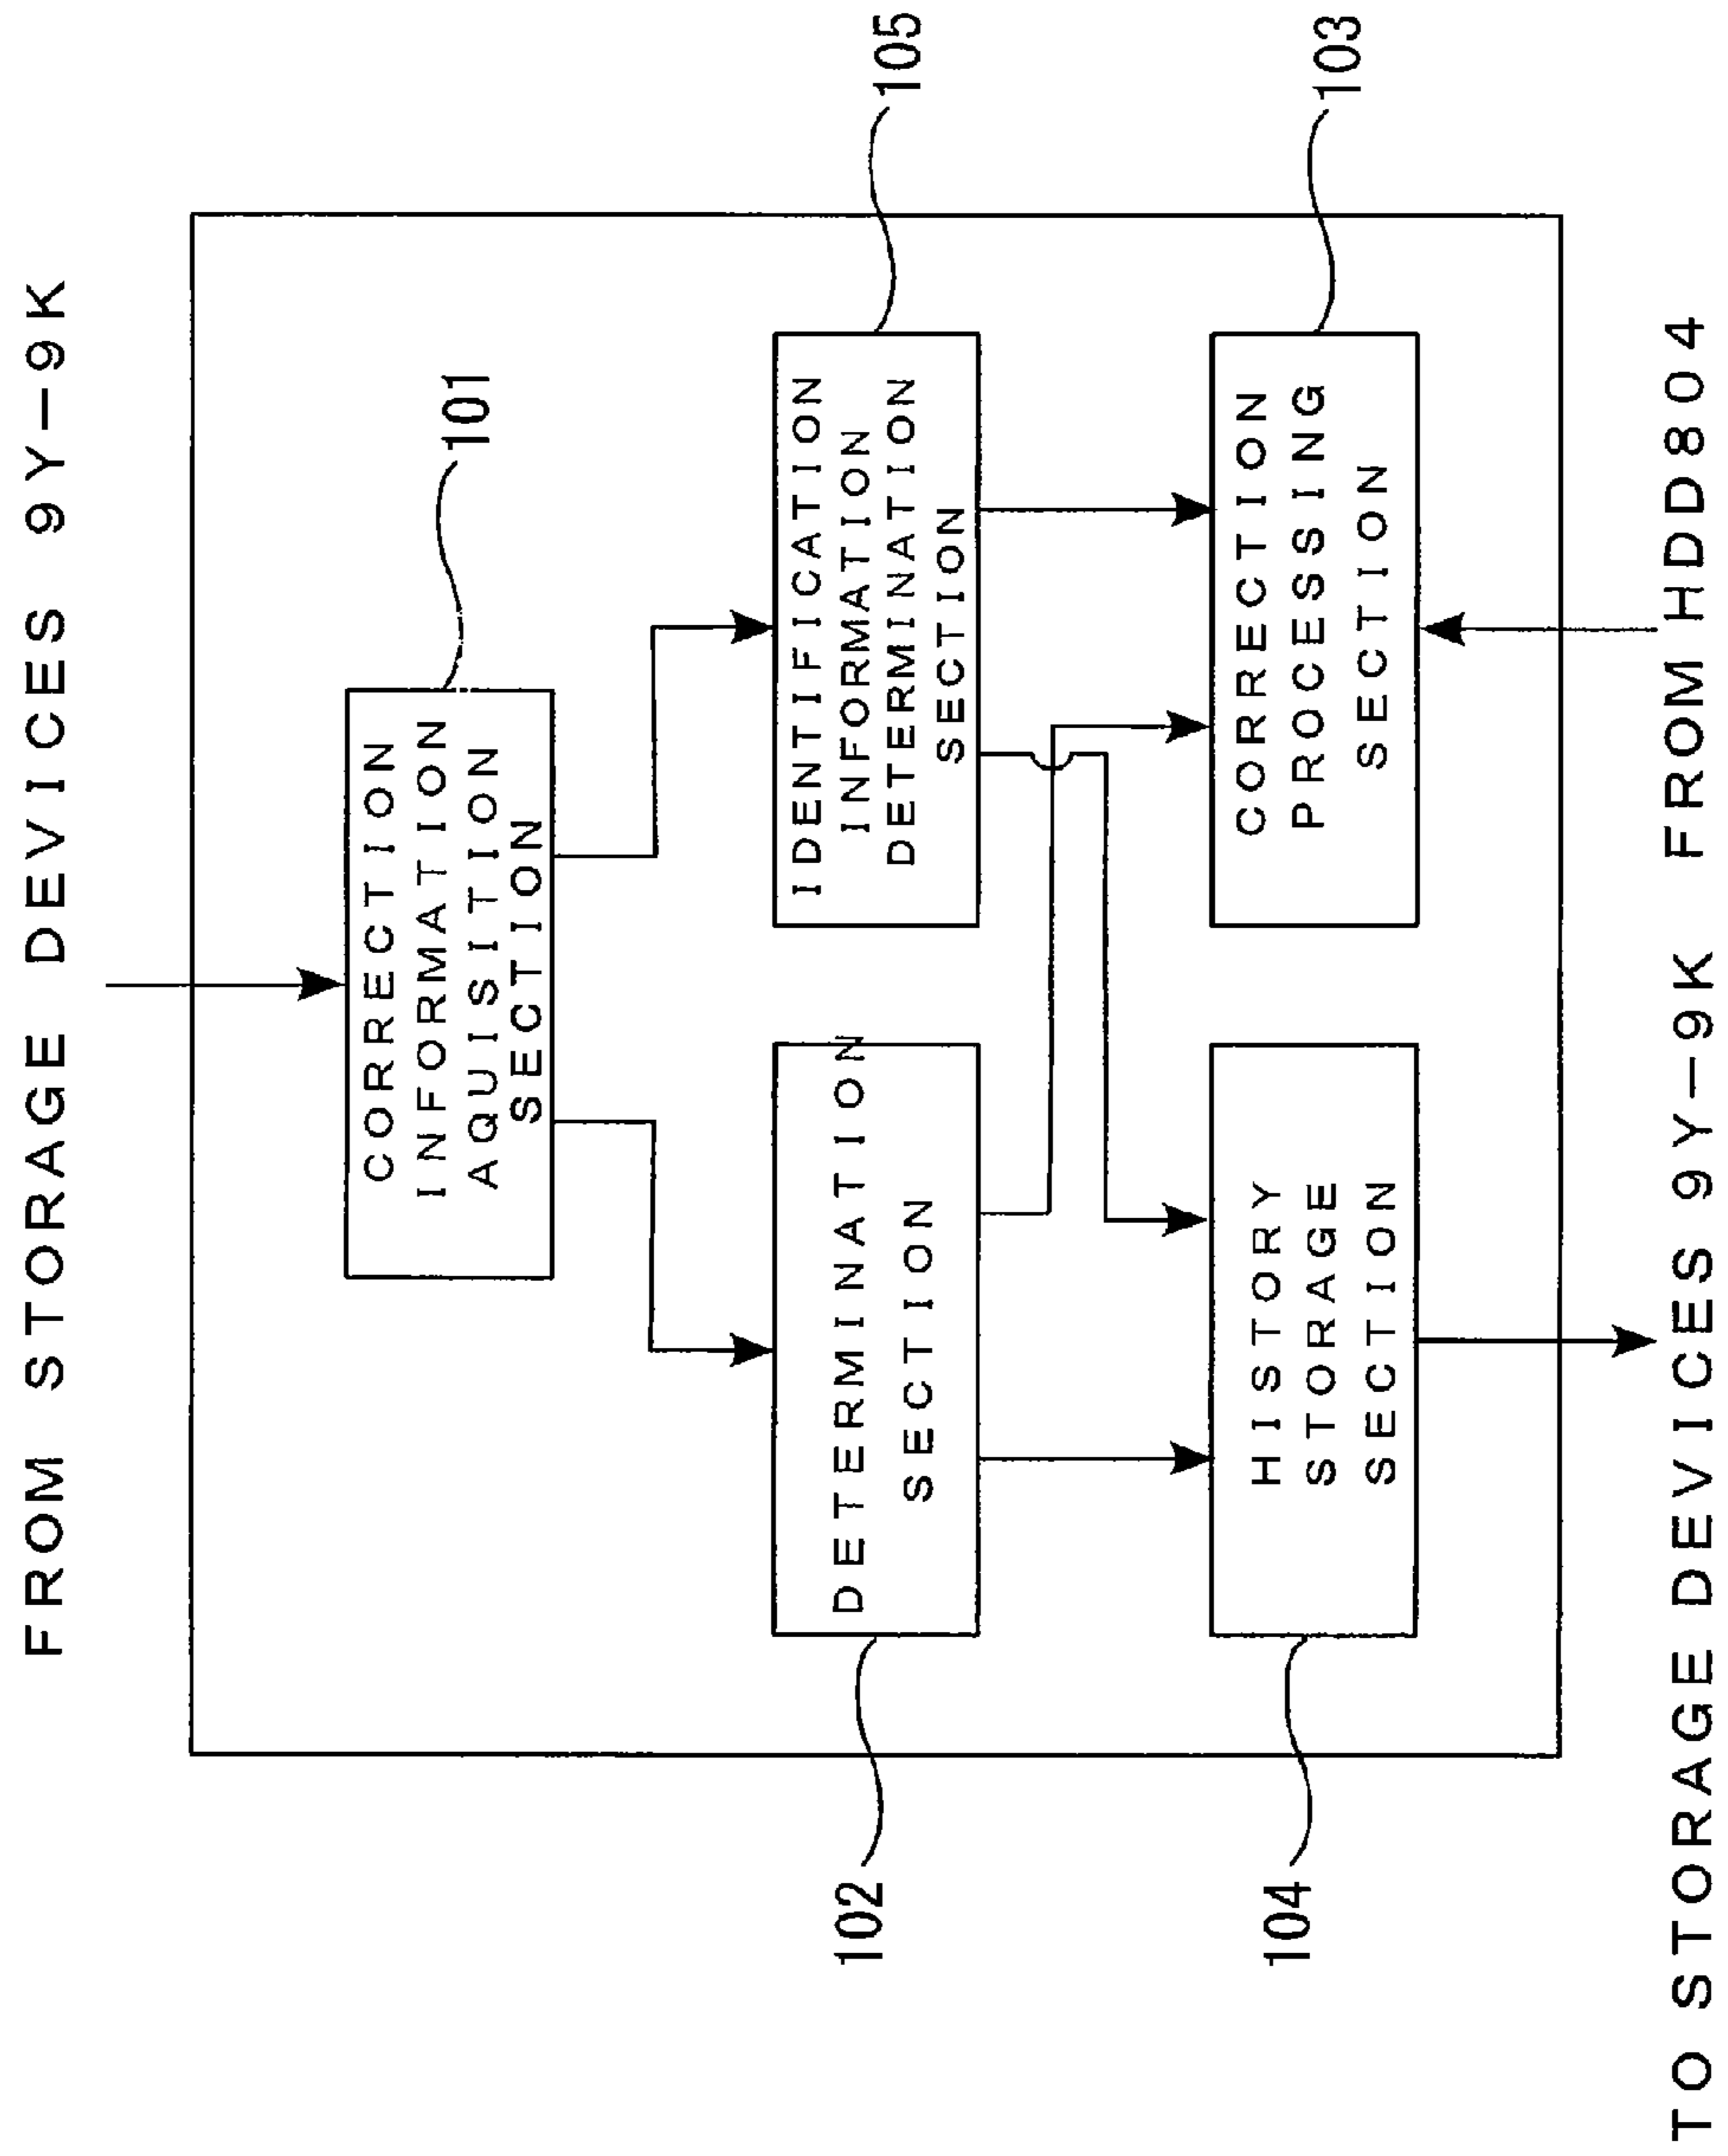 FROM STORAGE DEVICES 9Y-9K
101
CORRECTION
INFORMATION
AQUISITION
SECTION
102
DETERMINATION
SECTION
105
IDENTIFICATION
INFORMATION
DETERMINATION
SECTION
104
HISTORY
STORAGE
SECTION
103
CORRECTION
PROCESSING
SECTION
TO STORAGE DEVICES 9Y-9K
FROM HDD804